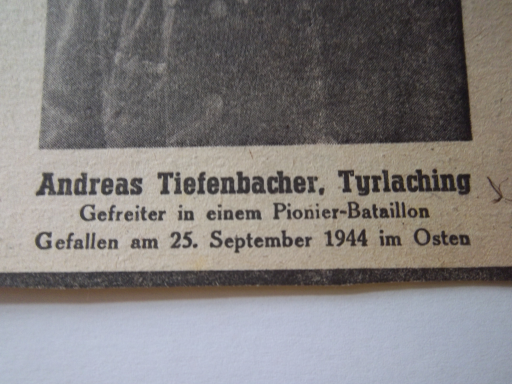 Andreas Tiefenbacher, Tyrlaching
Gefreiter in einem Pionier-Bataillon
Gefallen am 25. September 1944 im Osten